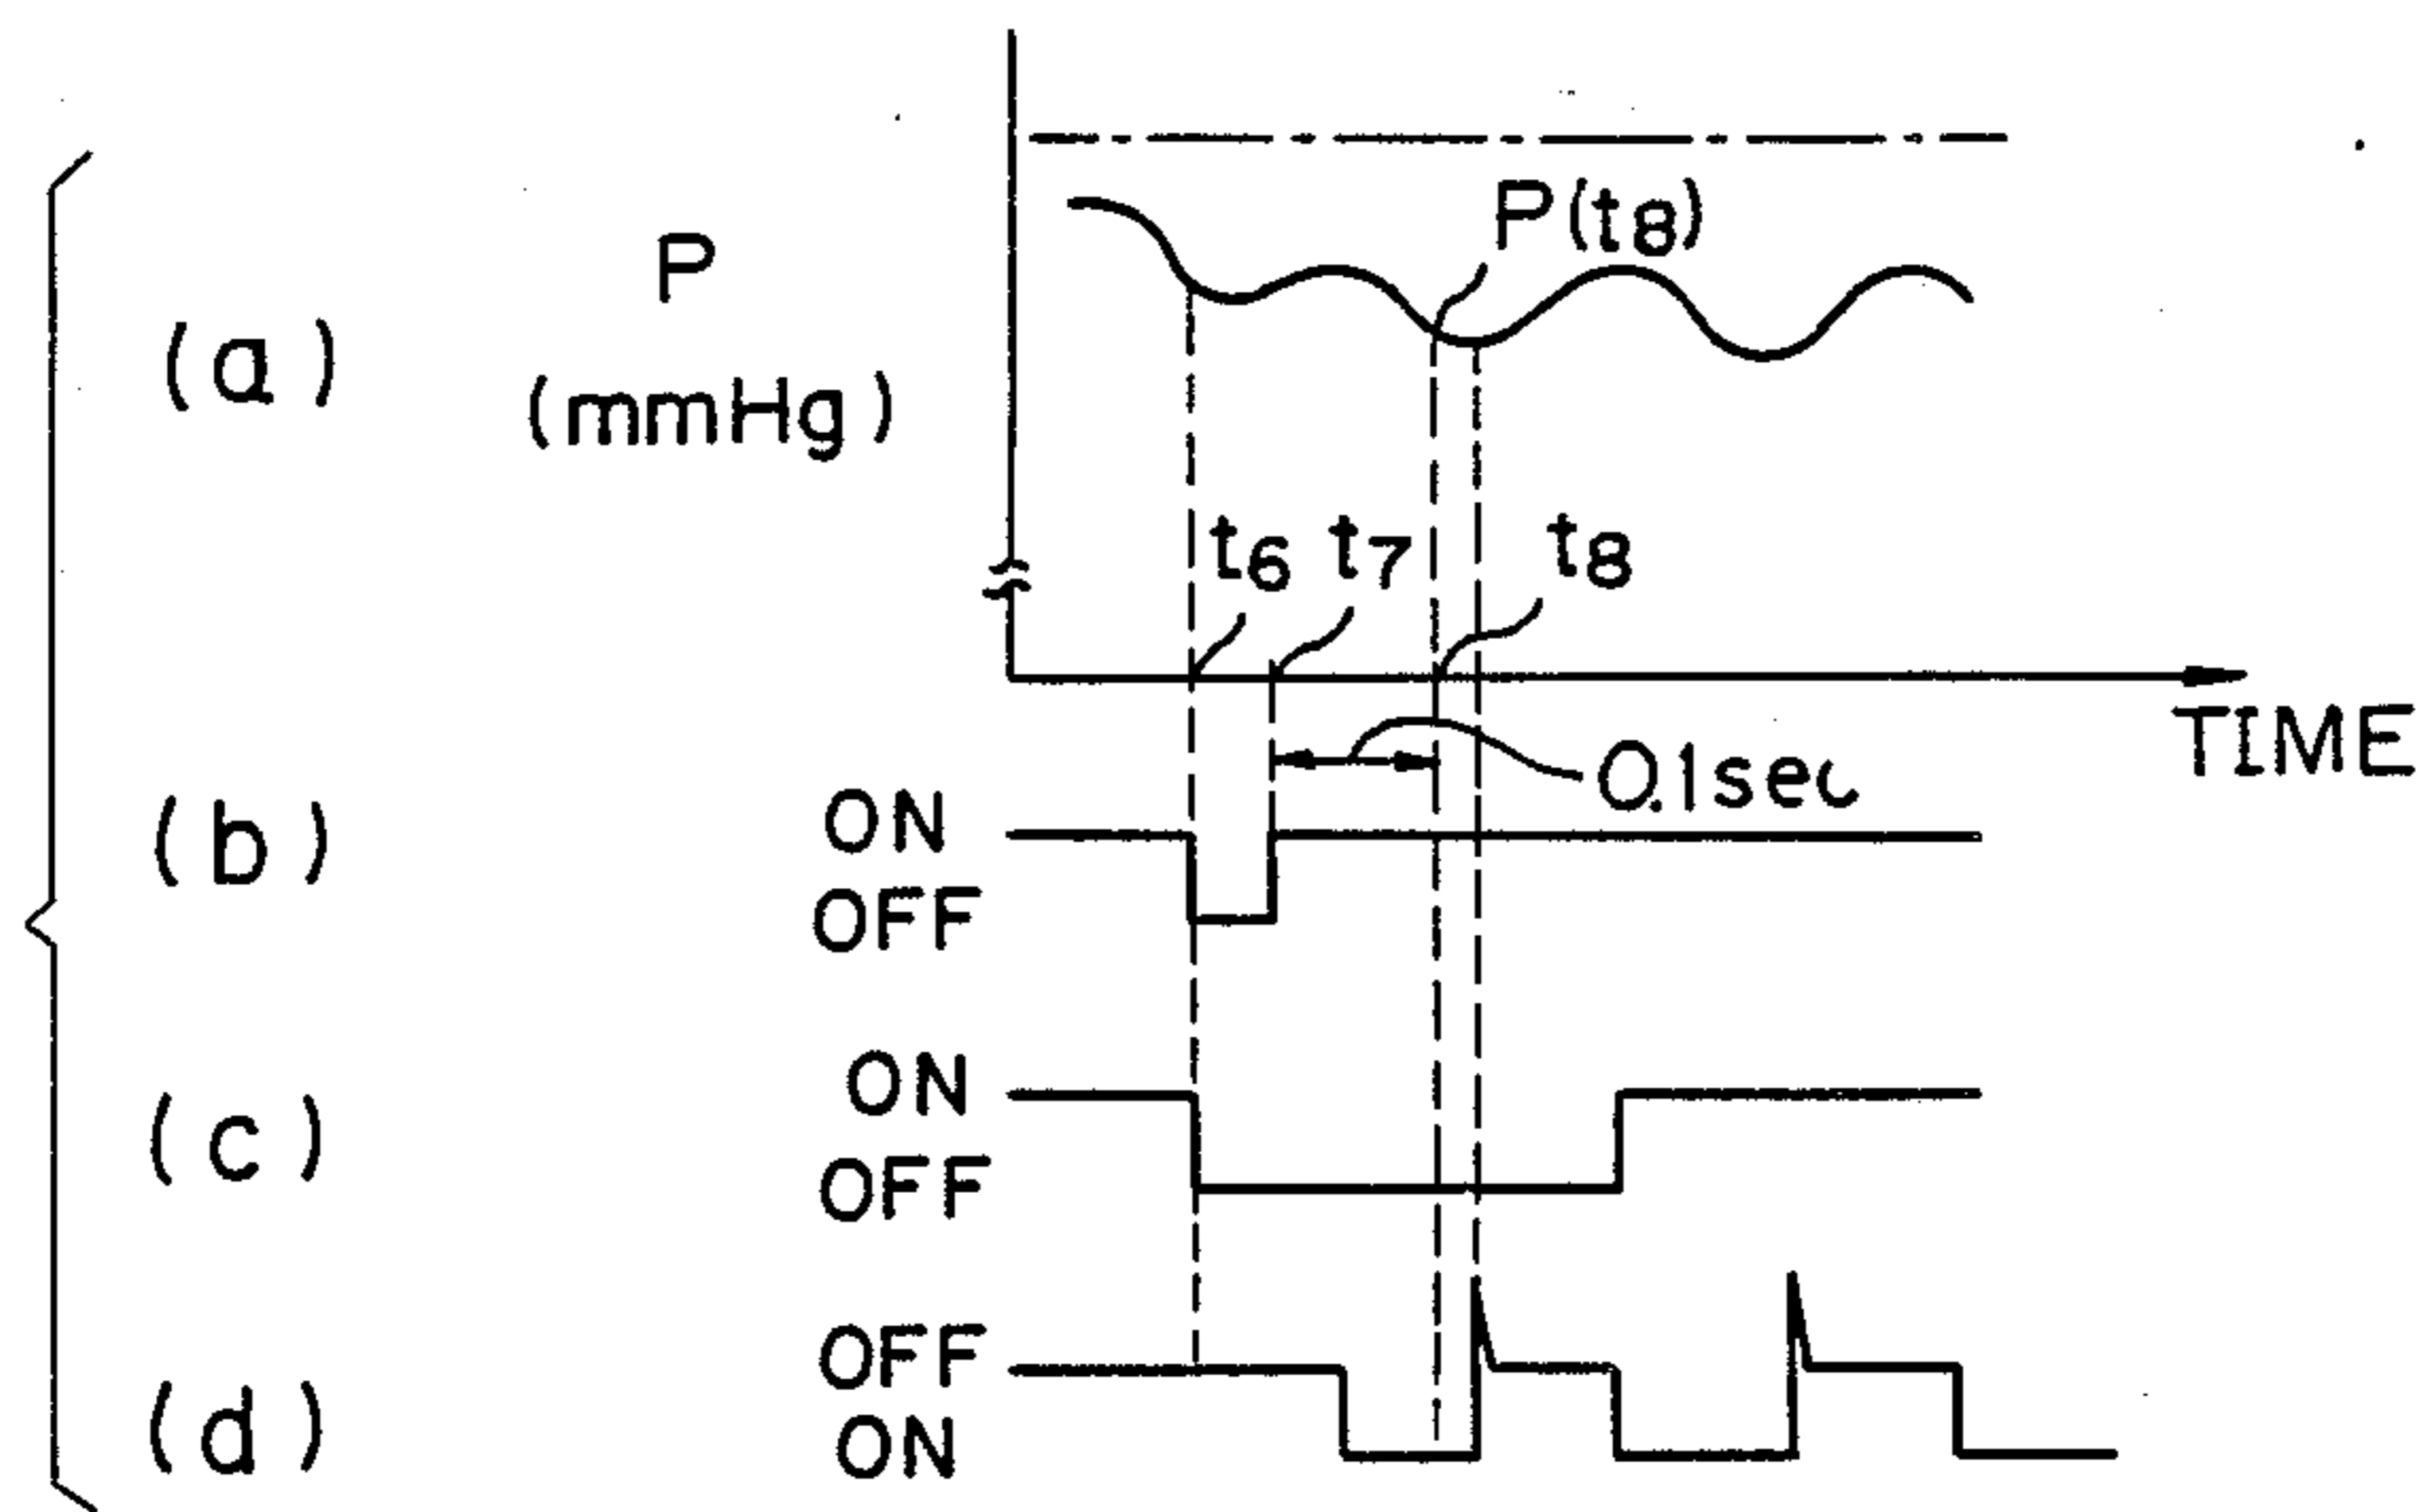 P(t8)
P
(a)
(mmHg)
t6 t7 t8
TIME
0.1sec
(b)
ON
OFF
(c)
ON
OFF
(d)
OFF
ON